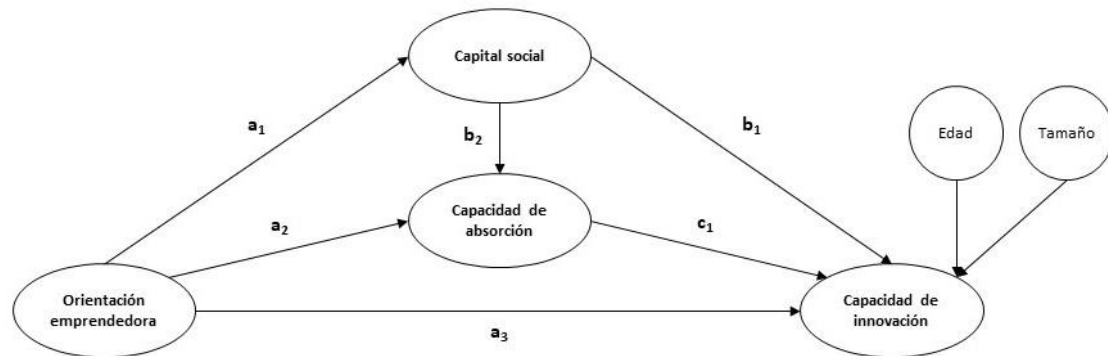 Capital social
a₁
b₂
b₁
Edad
Tamaño
Capacidad de
absorción
a₂
c₁
Orientación
emprendedora
a₃
Capacidad de
innovación